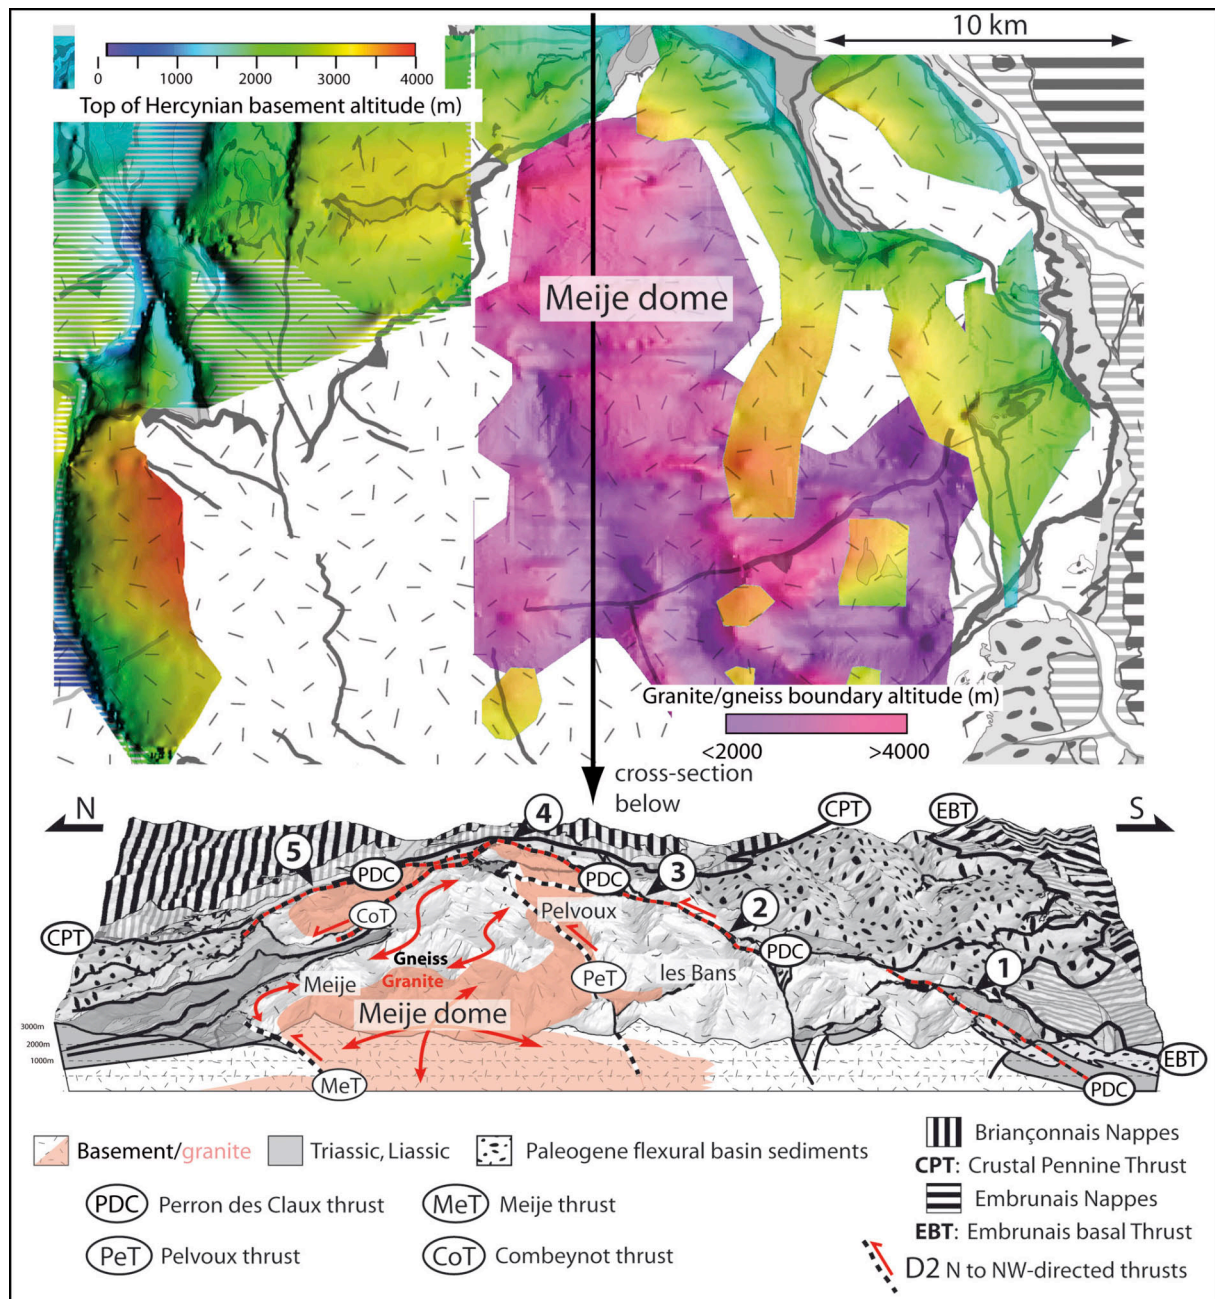 10 km
0 1000 2000 3000 4000
Top of Hercynian basement altitude (m)
Meije dome
Granite/gneiss boundary altitude (m)
<2000 >4000
cross-section
below
N
S
4
CPT
EBT
5
PDC
PDC
3
CoT
Pelvoux
2
CPT
Gneiss
PDC
Granite
les Bans
1
Meije
PeT
Meije dome
3000m
2000m
1000m
EBT
MeT
PDC
Basement/granite
Triassic, Liassic
Paleogene flexural basin sediments
Briançonnais Nappes
CPT: Crustal Pennine Thrust
PDC Perron des Claux thrust
MeT Meije thrust
Embrunais Nappes
EBT: Embrunais basal Thrust
PeT Pelvoux thrust
CoT Combeynot thrust
D2 N to NW-directed thrusts